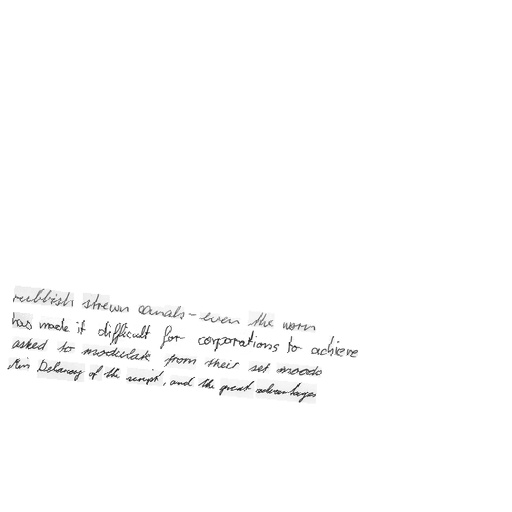 rubbish strewn canals - even the worn
has made it difficult for corporations to achieve
asked to modulate from their set moods
Miss Delaney of the script, and the great advantages